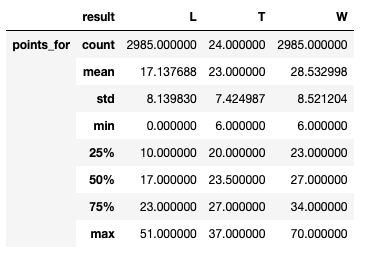 result L T W
points_for count 2985.000000 24.000000 2985.000000
mean 17.137688 23.000000 28.532998
std 8.139830 7.424987 8.521204
min 0.000000 6.000000 6.000000
25% 10.000000 20.000000 23.000000
50% 17.000000 23.500000 27.000000
75% 23.000000 27.000000 34.000000
max 51.000000 37.000000 70.000000